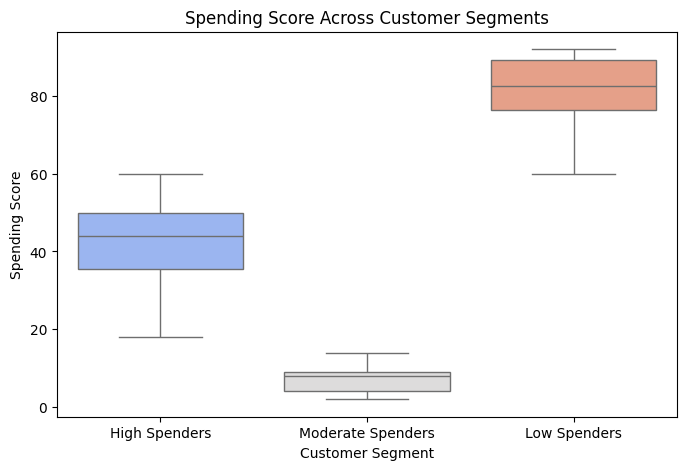 Spending Score Across Customer Segments
Spending Score
80
60
40
20
0
High Spenders
Moderate Spenders
Low Spenders
Customer Segment